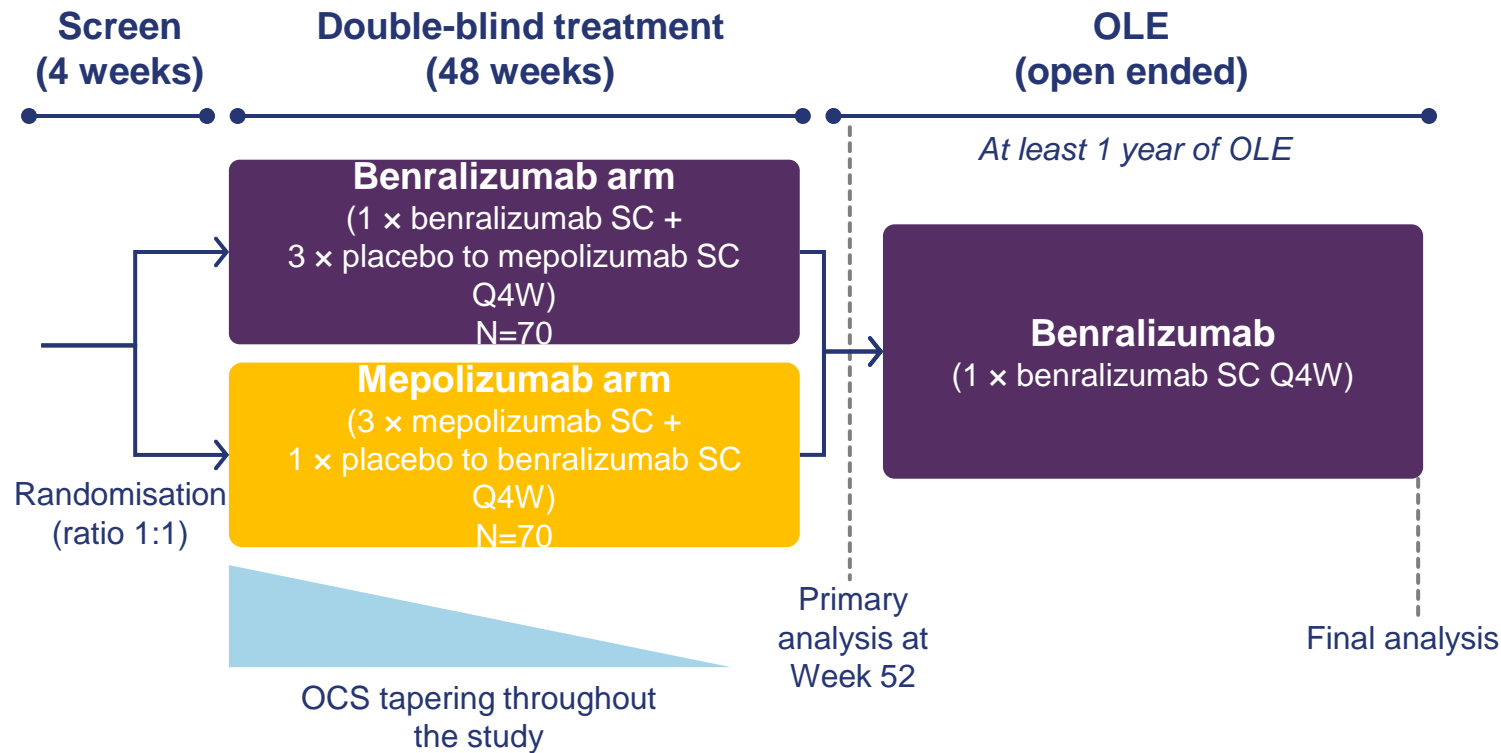 Screen
(4 weeks)
Double-blind treatment
(48 weeks)
OLE
(open ended)
At least 1 year of OLE
Benralizumab arm
(1 × benralizumab SC +
3 × placebo to mepolizumab SC
Q4W)
N=70
Mepolizumab arm
(3 × mepolizumab SC +
1 × placebo to benralizumab SC
Q4W)
N=70
Benralizumab
(1 × benralizumab SC Q4W)
Randomisation
(ratio 1:1)
OCS tapering throughout
the study
Primary
analysis at
Week 52
Final analysis